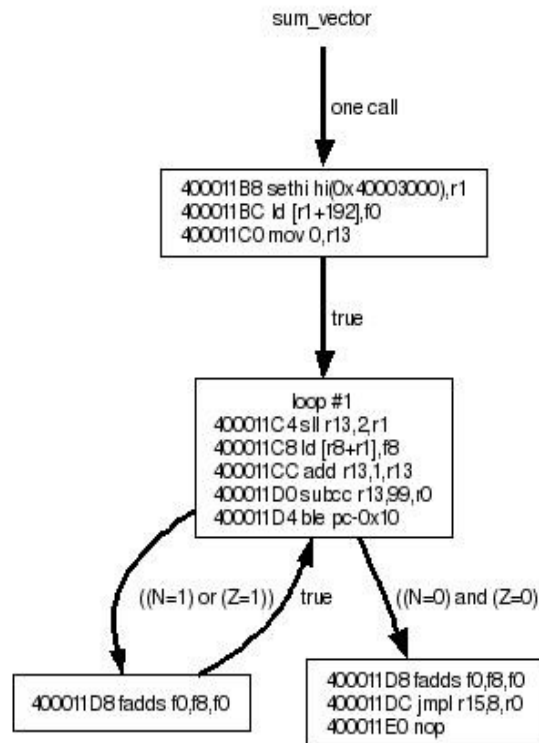 sum_vector
one call
400011B8 sethi hi(0x40003000),r1
400011BC ld [r1+192],f0
400011C0 mov 0,r13
true
loop #1
400011C4 sll r13,2,r1
400011C8 ld [r8+r1],f8
400011CC add r13,1,r13
400011D0 subcc r13,99,r0
400011D4 ble pc-0x10
((N=1) or (Z=1))
true
((N=0) and (Z=0))
400011D8 fadds f0,f8,f0
400011D8 fadds f0,f8,f0
400011DC jmpl r15,8,r0
400011E0 nop